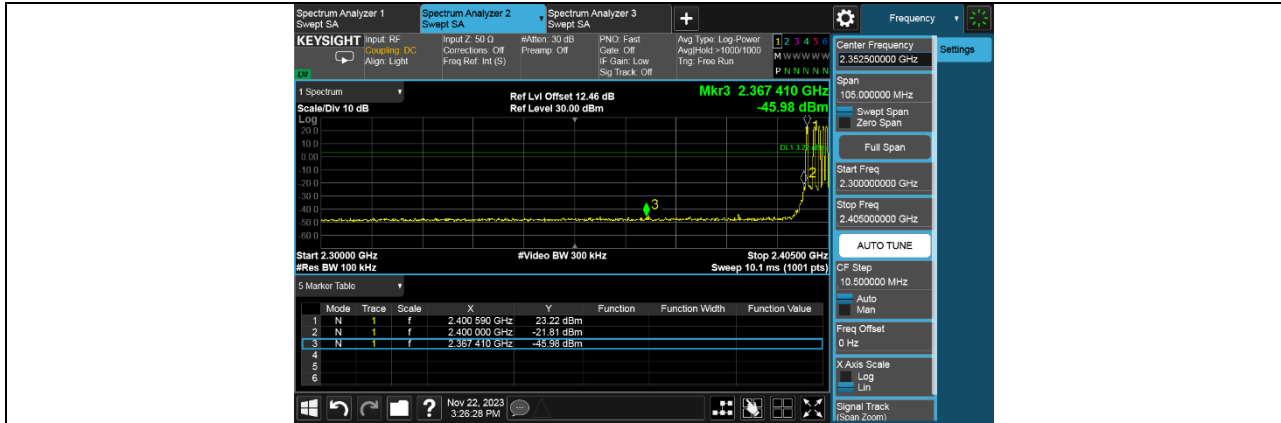 Spectrum Analyzer 1
Swept SA
Spectrum Analyzer 2
Swept SA
Spectrum Analyzer 3
Swept SA
+
Frequency
KEYSIGHT
LXI
Input: RF
Coupling: DC
Align: Light
Input Z: 50 Ω
Corrections: Off
Freq Ref: Int (S)
#Atten: 30 dB
Preamp: Off
PNO: Fast
Gate: Off
IF Gain: Low
Sig Track: Off
Avg Type: Log-Power
Avg|Hold:>1000/1000
Trig: Free Run
1 2 3 4 5 6
M W W W W W
P N N N N N
1 Spectrum
Scale/Div 10 dB
Ref Lvl Offset 12.46 dB
Ref Level 30.00 dBm
Mkr3 2.367 410 GHz
-45.98 dBm
Log
20.0
10.0
0.00
-10.0
-20.0
-30.0
-40.0
-50.0
-60.0
1
2
3
Start 2.30000 GHz
#Video BW 300 kHz
Stop 2.40500 GHz
#Res BW 100 kHz
Sweep 10.1 ms (1001 pts)
5 Marker Table
Mode Trace Scale X Y Function Function Width Function Value
1 N 1 f 2.400 590 GHz 23.22 dBm
2 N 1 f 2.400 000 GHz -21.81 dBm
3 N 1 f 2.367 410 GHz -45.98 dBm
4
5
6
?
Nov 22, 2023
3:26:28 PM
Center Frequency
2.352500000 GHz
Settings
Span
105.000000 MHz
Swept Span
Zero Span
Full Span
Start Freq
2.300000000 GHz
Stop Freq
2.405000000 GHz
AUTO TUNE
CF Step
10.500000 MHz
Auto
Man
Freq Offset
0 Hz
X Axis Scale
Log
Lin
Signal Track
(Span Zoom)